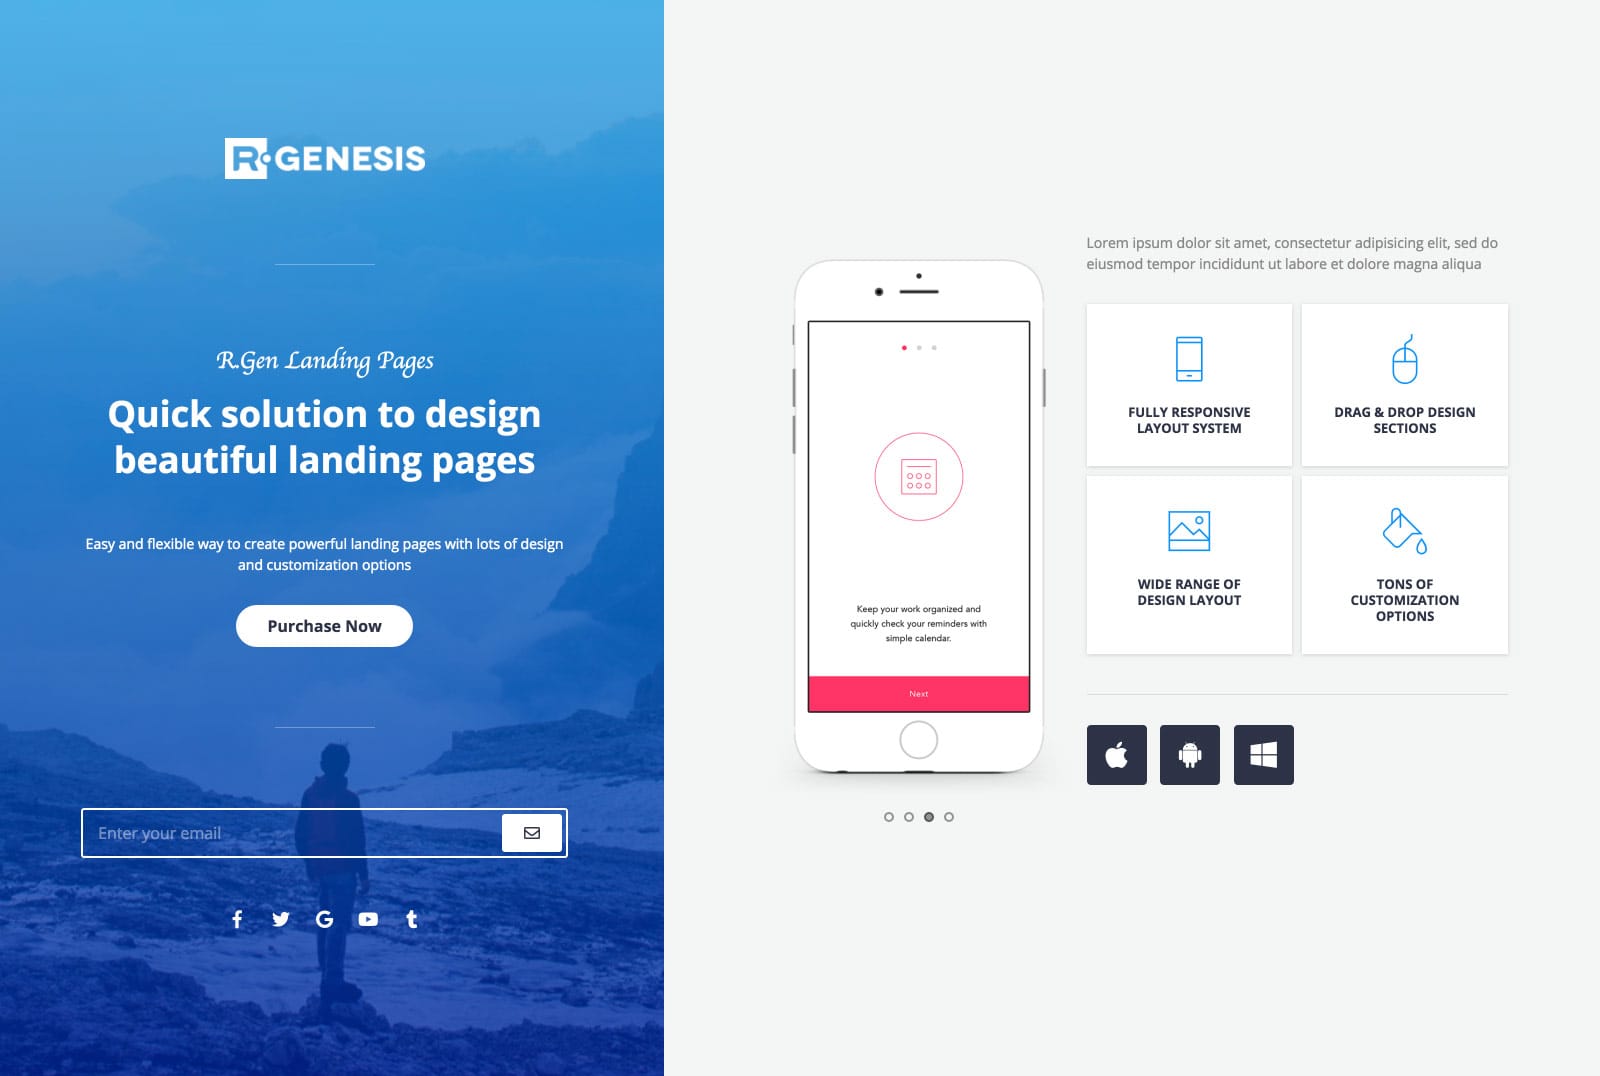 R.GENESIS
R.Gen Landing Pages
Quick solution to design
beautiful landing pages
Easy and flexible way to create powerful landing pages with lots of design
and customization options
Purchase Now
Enter your email
Keep your work organized and
quickly check your reminders with
simple calendar.
Next
Lorem ipsum dolor sit amet, consectetur adipisicing elit, sed do
eiusmod tempor incididunt ut labore et dolore magna aliqua
FULLY RESPONSIVE
LAYOUT SYSTEM
DRAG & DROP DESIGN
SECTIONS
WIDE RANGE OF
DESIGN LAYOUT
TONS OF
CUSTOMIZATION
OPTIONS